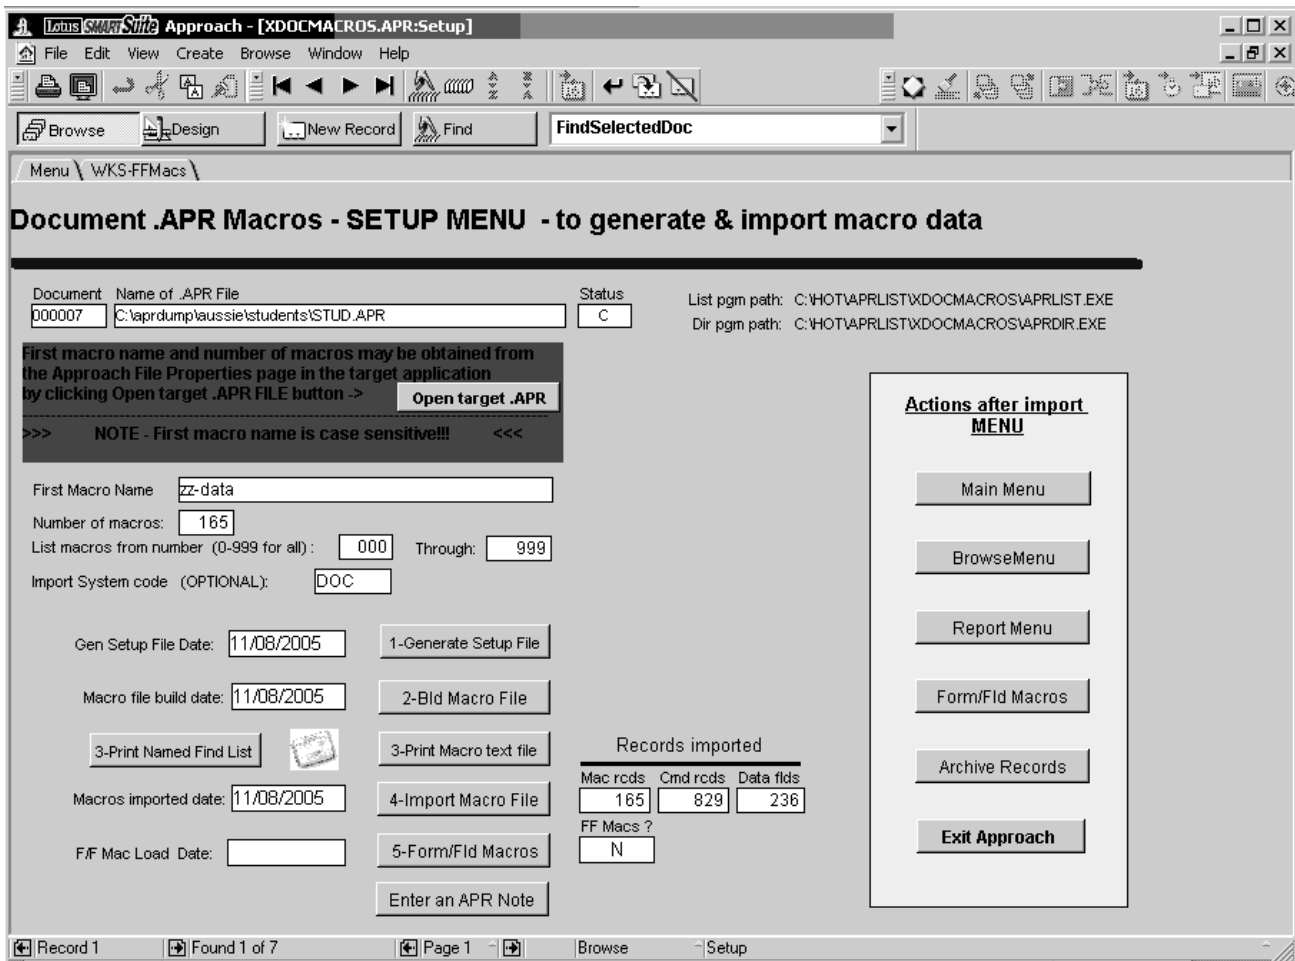 Lotus SMARTSuite Approach - [XDOCMACROS.APR:Setup]
File Edit View Create Browse Window Help
Browse Design New Record Find FindSelectedDoc
Menu WKS-FFMacs
Document .APR Macros - SETUP MENU - to generate & import macro data
Document Name of .APR File Status
000007 C:\aprdump\aussie\students\STUD.APR C
List pgm path: C:\HOT\APRLIST\XDOCMACROS\APRLIST.EXE
Dir pgm path: C:\HOT\APRLIST\XDOCMACROS\APRDIR.EXE
First macro name and number of macros may be obtained from
the Approach File Properties page in the target application
by clicking Open target .APR FILE button -> Open target .APR
>>> NOTE - First macro name is case sensitive!!! <<<
First Macro Name zz-data
Number of macros: 165
List macros from number (0-999 for all) : 000 Through: 999
Import System code (OPTIONAL): DOC
Gen Setup File Date: 11/08/2005 1-Generate Setup File
Macro file build date: 11/08/2005 2-Bld Macro File
3-Print Named Find List 3-Print Macro text file
Macros imported date: 11/08/2005 4-Import Macro File
F/F Mac Load Date: 5-Form/Fld Macros
Enter an APR Note
Records imported
Mac rcds Cmd rcds Data flds
165 829 236
FF Macs ?
N
Actions after import
MENU
Main Menu
BrowseMenu
Report Menu
Form/Fld Macros
Archive Records
Exit Approach
Record 1 Found 1 of 7 Page 1 Browse Setup